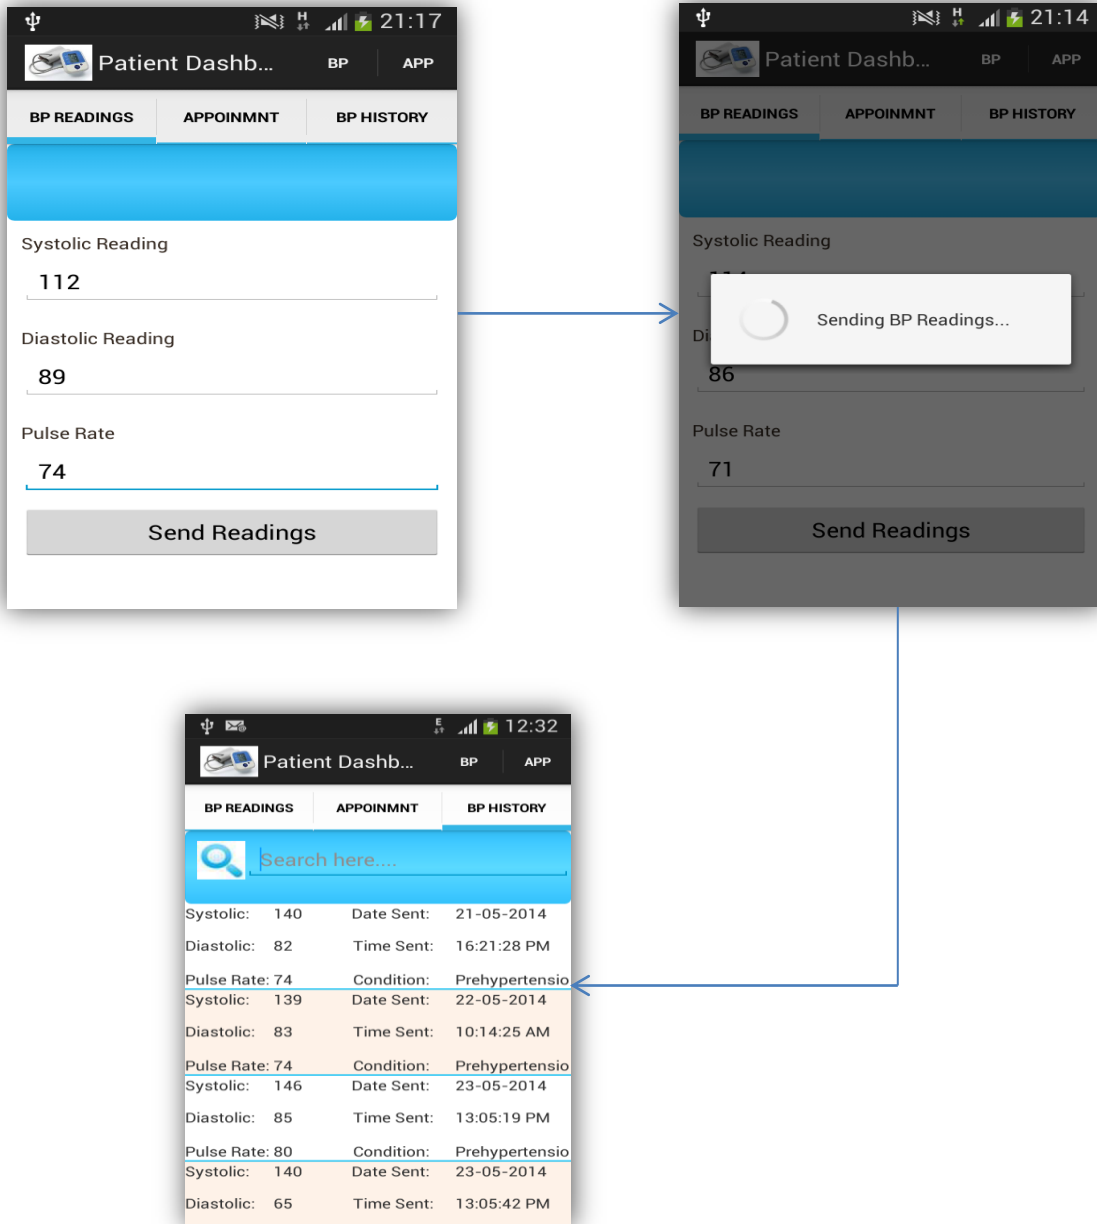 21:17
Patient Dashb...
BP
APP
BP READINGS
APPOINMNT
BP HISTORY
Systolic Reading
112
Diastolic Reading
89
Pulse Rate
74
Send Readings
H
21:14
Patient Dashb...
BP
APP
BP READINGS
APPOINMNT
BP HISTORY
Systolic Reading
Sending BP Readings...
Di
86
Pulse Rate
71
Send Readings
E
12:32
Patient Dashb...
BP
APP
BP READINGS
APPOINMNT
BP HISTORY
Search here....
Systolic: 140 Date Sent: 21-05-2014
Diastolic: 82 Time Sent: 16:21:28 PM
Pulse Rate: 74 Condition: Prehypertensio
Systolic: 139 Date Sent: 22-05-2014
Diastolic: 83 Time Sent: 10:14:25 AM
Pulse Rate: 74 Condition: Prehypertensio
Systolic: 146 Date Sent: 23-05-2014
Diastolic: 85 Time Sent: 13:05:19 PM
Pulse Rate: 80 Condition: Prehypertensio
Systolic: 140 Date Sent: 23-05-2014
Diastolic: 65 Time Sent: 13:05:42 PM